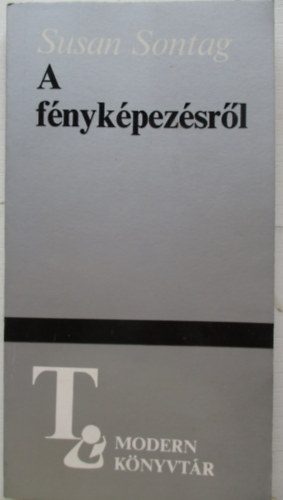 Susan Sontag
A
fényképezésről
T
MODERN
KÖNYVTÁR